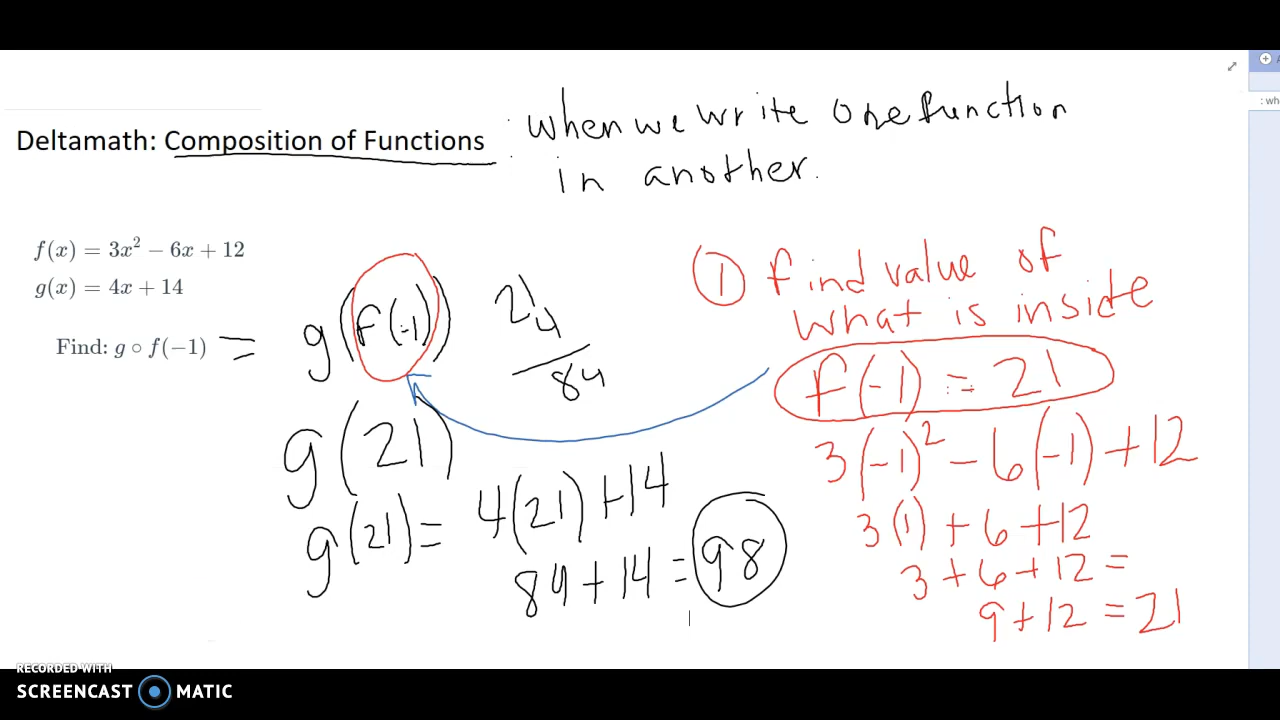 Deltamath: Composition of Functions
: when we write one function
in another.
f(x) = 3x² − 6x + 12
g(x) = 4x + 14
Find: g ∘ f(−1)
= g(f(-1))
21
4
84
g(21)
g(21) = 4(21) + 14
84 + 14 = 98
① find value of
what is inside
f(-1) = 21
3(-1)² - 6(-1) + 12
3(1) + 6 + 12
3 + 6 + 12 =
9 + 12 = 21
: wh
RECORDED WITH
SCREENCAST MATIC